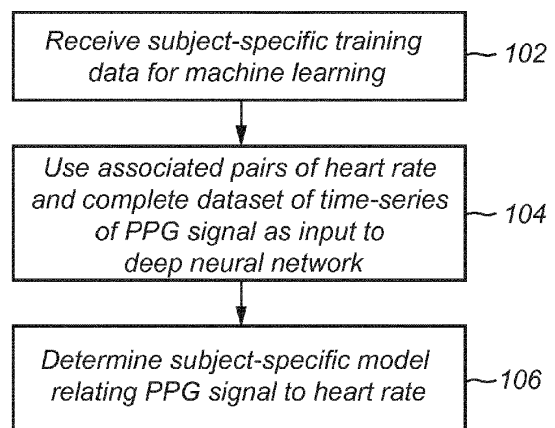 Receive subject-specific training
data for machine learning
102
Use associated pairs of heart rate
and complete dataset of time-series
of PPG signal as input to
deep neural network
104
Determine subject-specific model
relating PPG signal to heart rate
106